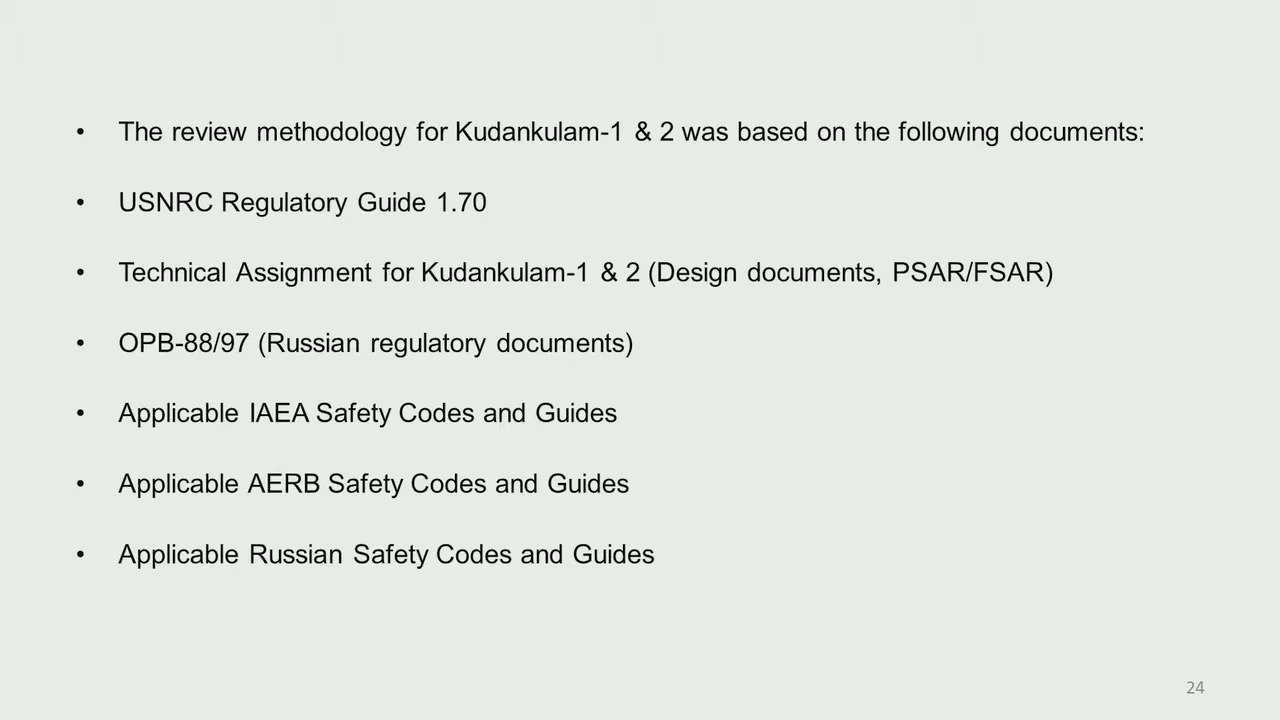 • The review methodology for Kudankulam-1 & 2 was based on the following documents:
• USNRC Regulatory Guide 1.70
• Technical Assignment for Kudankulam-1 & 2 (Design documents, PSAR/FSAR)
• OPB-88/97 (Russian regulatory documents)
• Applicable IAEA Safety Codes and Guides
• Applicable AERB Safety Codes and Guides
• Applicable Russian Safety Codes and Guides
24